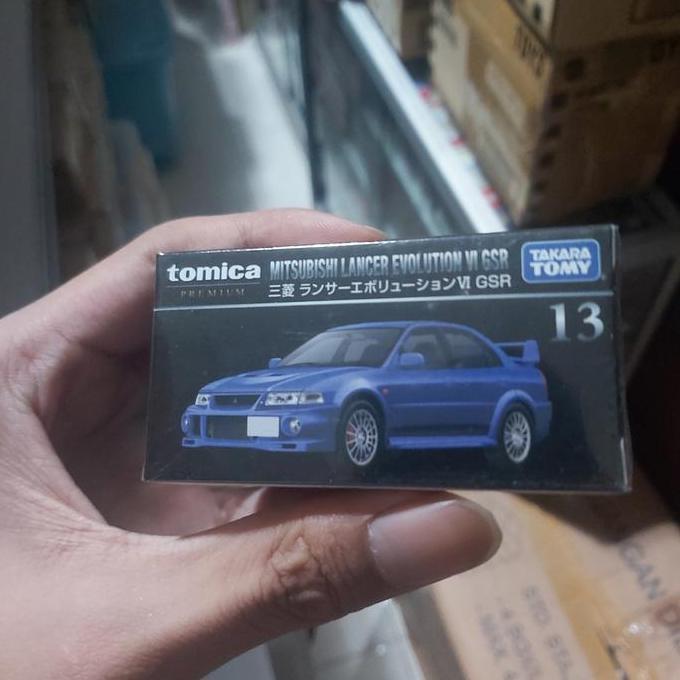 tomica
PREMIUM
MITSUBISHI LANCER EVOLUTION VI GSR
三菱 ランサーエボリューションVI GSR
TAKARA
TOMY
13